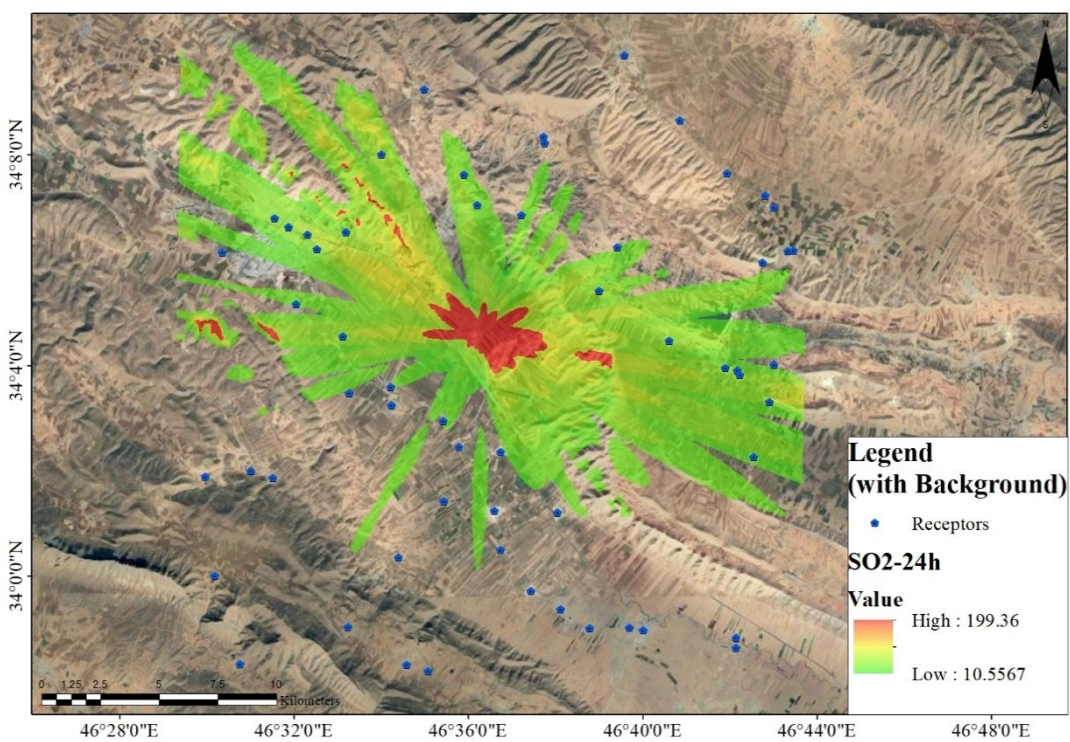 N
S
34°8'0"N
34°4'0"N
34°0'0"N
Legend
(with Background)
Receptors
SO2-24h
Value
High : 199.36
Low : 10.5567
0 1.25 2.5 5 7.5 10
Kilometers
46°28'0"E 46°32'0"E 46°36'0"E 46°40'0"E 46°44'0"E 46°48'0"E